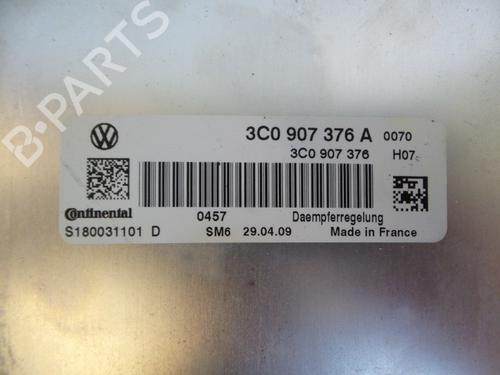 B-PARTS
3C0 907 376 A 0070
3C0 907 376 H07
Continental 0457 Daempferregelung
S180031101 D SM6 29.04.09 Made in France